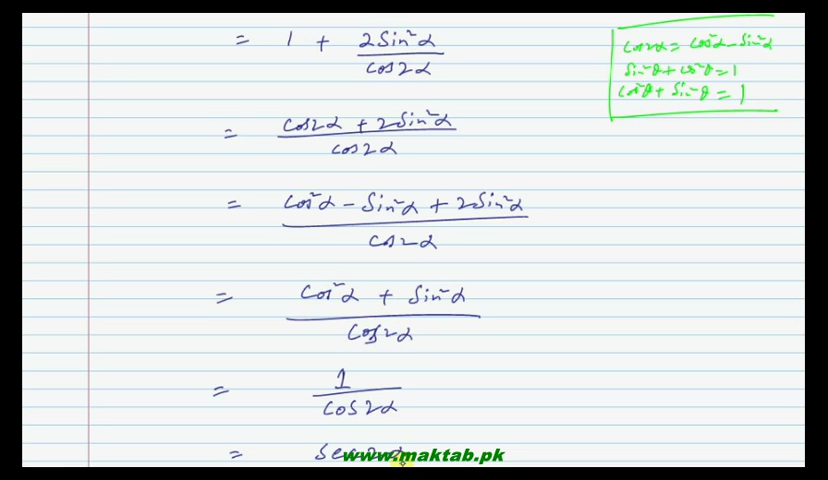 = 1 + 2Sin²α / cos2α
= cos2α + 2Sin²α / cos2α
= cos²α - Sin²α + 2Sin²α / cos2α
= cos²α + Sin²α / cos2α
= 1 / cos2α
= sec2α
cos2α = cos²α - Sin²α
Sin²θ + cos²θ = 1
cos²θ + Sin²θ = 1
www.maktab.pk